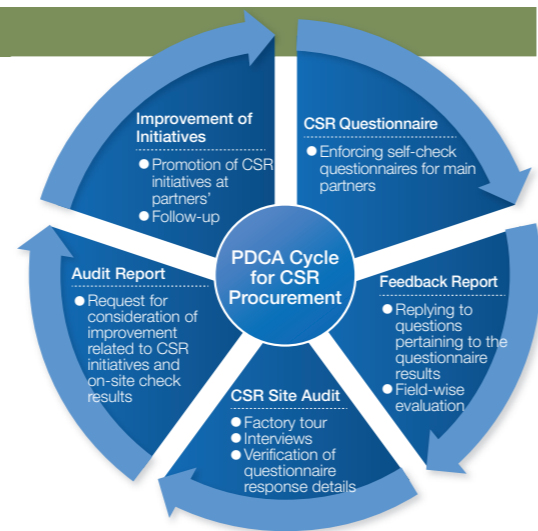 PDCA Cycle
for CSR
Procurement
CSR Questionnaire
● Enforcing self-check
questionnaires for main
partners
Feedback Report
● Replying to
questions
pertaining to the
questionnaire
results
● Field-wise
evaluation
CSR Site Audit
● Factory tour
● Interviews
● Verification of
questionnaire
response details
Audit Report
● Request for
consideration of
improvement
related to CSR
initiatives and
on-site check
results
Improvement of
Initiatives
● Promotion of CSR
initiatives at
partners'
● Follow-up